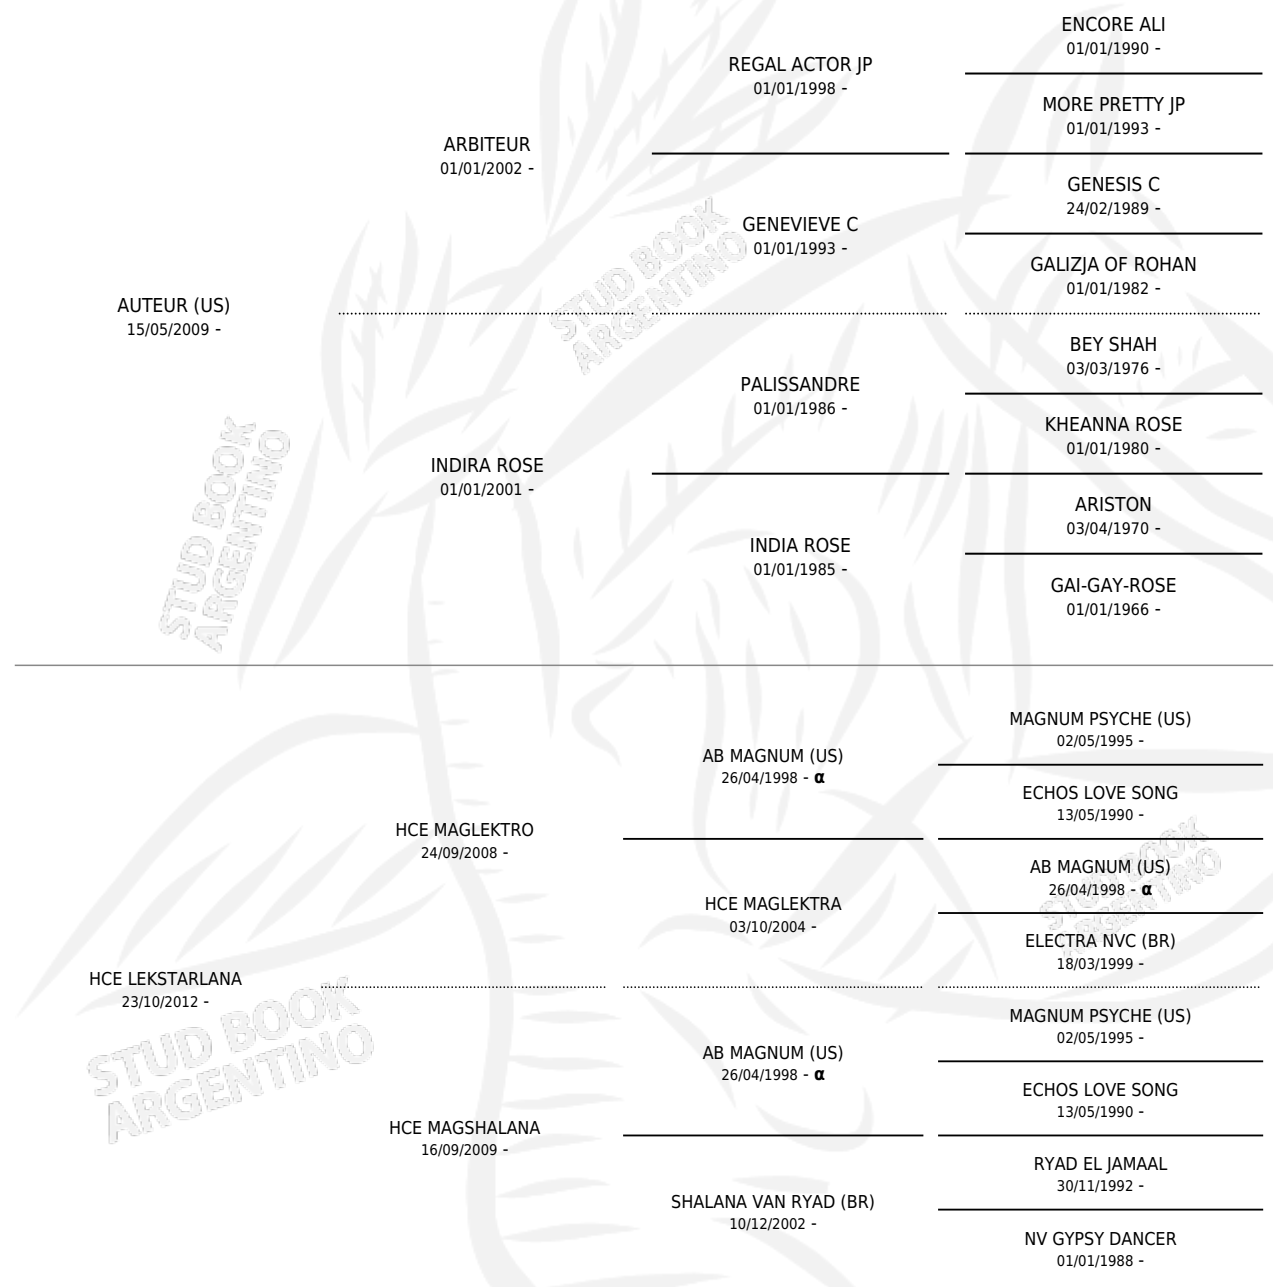 ENCORE ALI
01/01/1990 -
REGAL ACTOR JP
01/01/1998 -
MORE PRETTY JP
01/01/1993 -
ARBITEUR
01/01/2002 -
GENESIS C
24/02/1989 -
GENEVIEVE C
01/01/1993 -
GALIZJA OF ROHAN
01/01/1982 -
AUTEUR (US)
15/05/2009 -
BEY SHAH
03/03/1976 -
PALISSANDRE
01/01/1986 -
KHEANNA ROSE
01/01/1980 -
INDIRA ROSE
01/01/2001 -
ARISTON
03/04/1970 -
INDIA ROSE
01/01/1985 -
GAI-GAY-ROSE
01/01/1966 -
STUD BOOK
ARGENTINO
STUD BOOK
ARGENTINO
MAGNUM PSYCHE (US)
02/05/1995 -
AB MAGNUM (US)
26/04/1998 - α
ECHOS LOVE SONG
13/05/1990 -
HCE MAGLEKTRO
24/09/2008 -
AB MAGNUM (US)
26/04/1998 - α
HCE MAGLEKTRA
03/10/2004 -
ELECTRA NVC (BR)
18/03/1999 -
HCE LEKSTARLANA
23/10/2012 -
MAGNUM PSYCHE (US)
02/05/1995 -
AB MAGNUM (US)
26/04/1998 - α
ECHOS LOVE SONG
13/05/1990 -
HCE MAGSHALANA
16/09/2009 -
RYAD EL JAMAAL
30/11/1992 -
SHALANA VAN RYAD (BR)
10/12/2002 -
NV GYPSY DANCER
01/01/1988 -
STUD BOOK
ARGENTINO
STUD BOOK
ARGENTINO